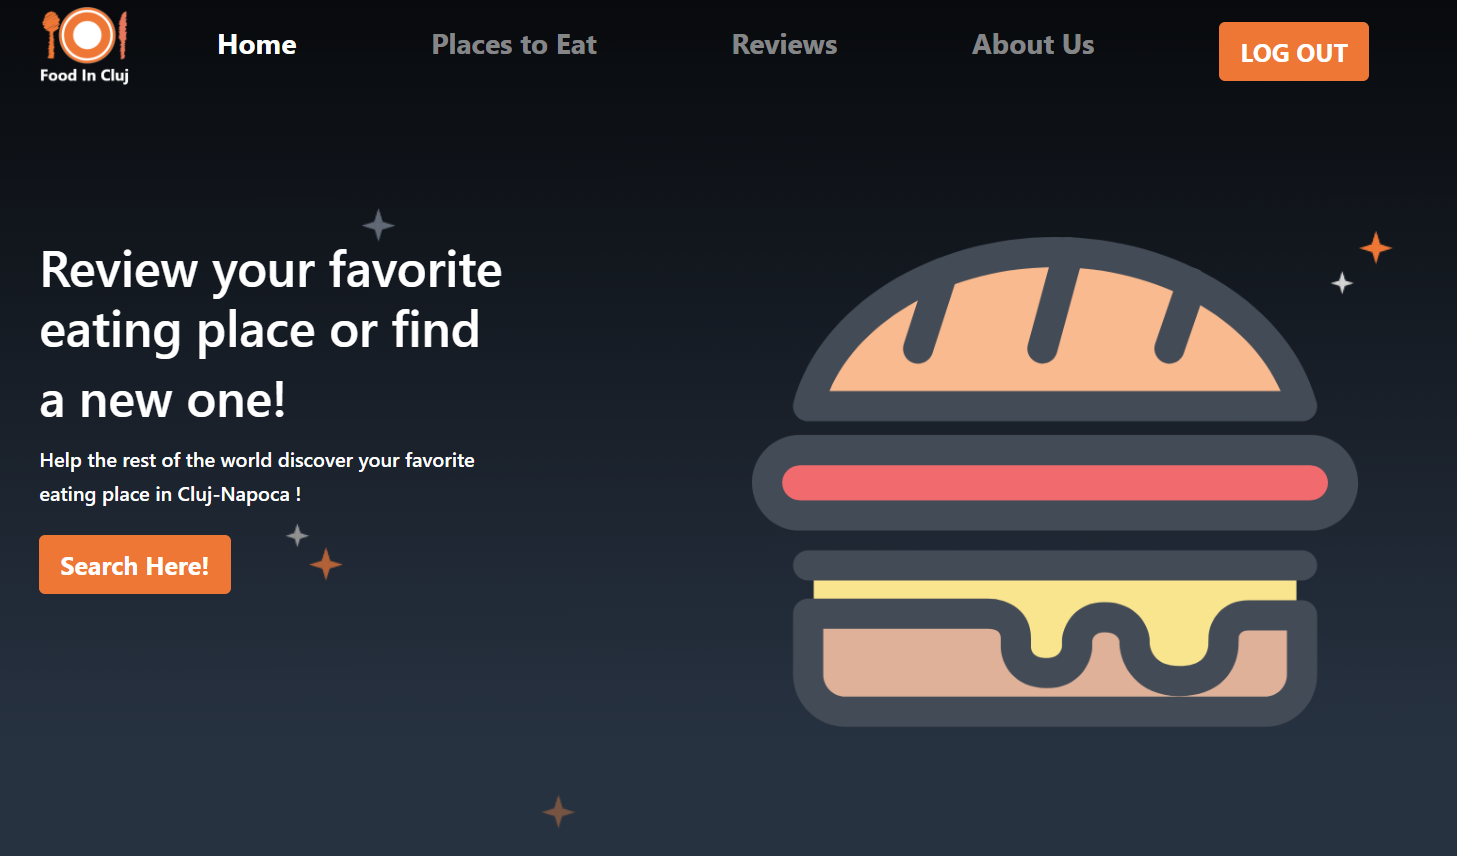 Home Places to Eat Reviews About Us LOG OUT
Food In Cluj
Review your favorite
eating place or find
a new one!
Help the rest of the world discover your favorite
eating place in Cluj-Napoca !
Search Here!